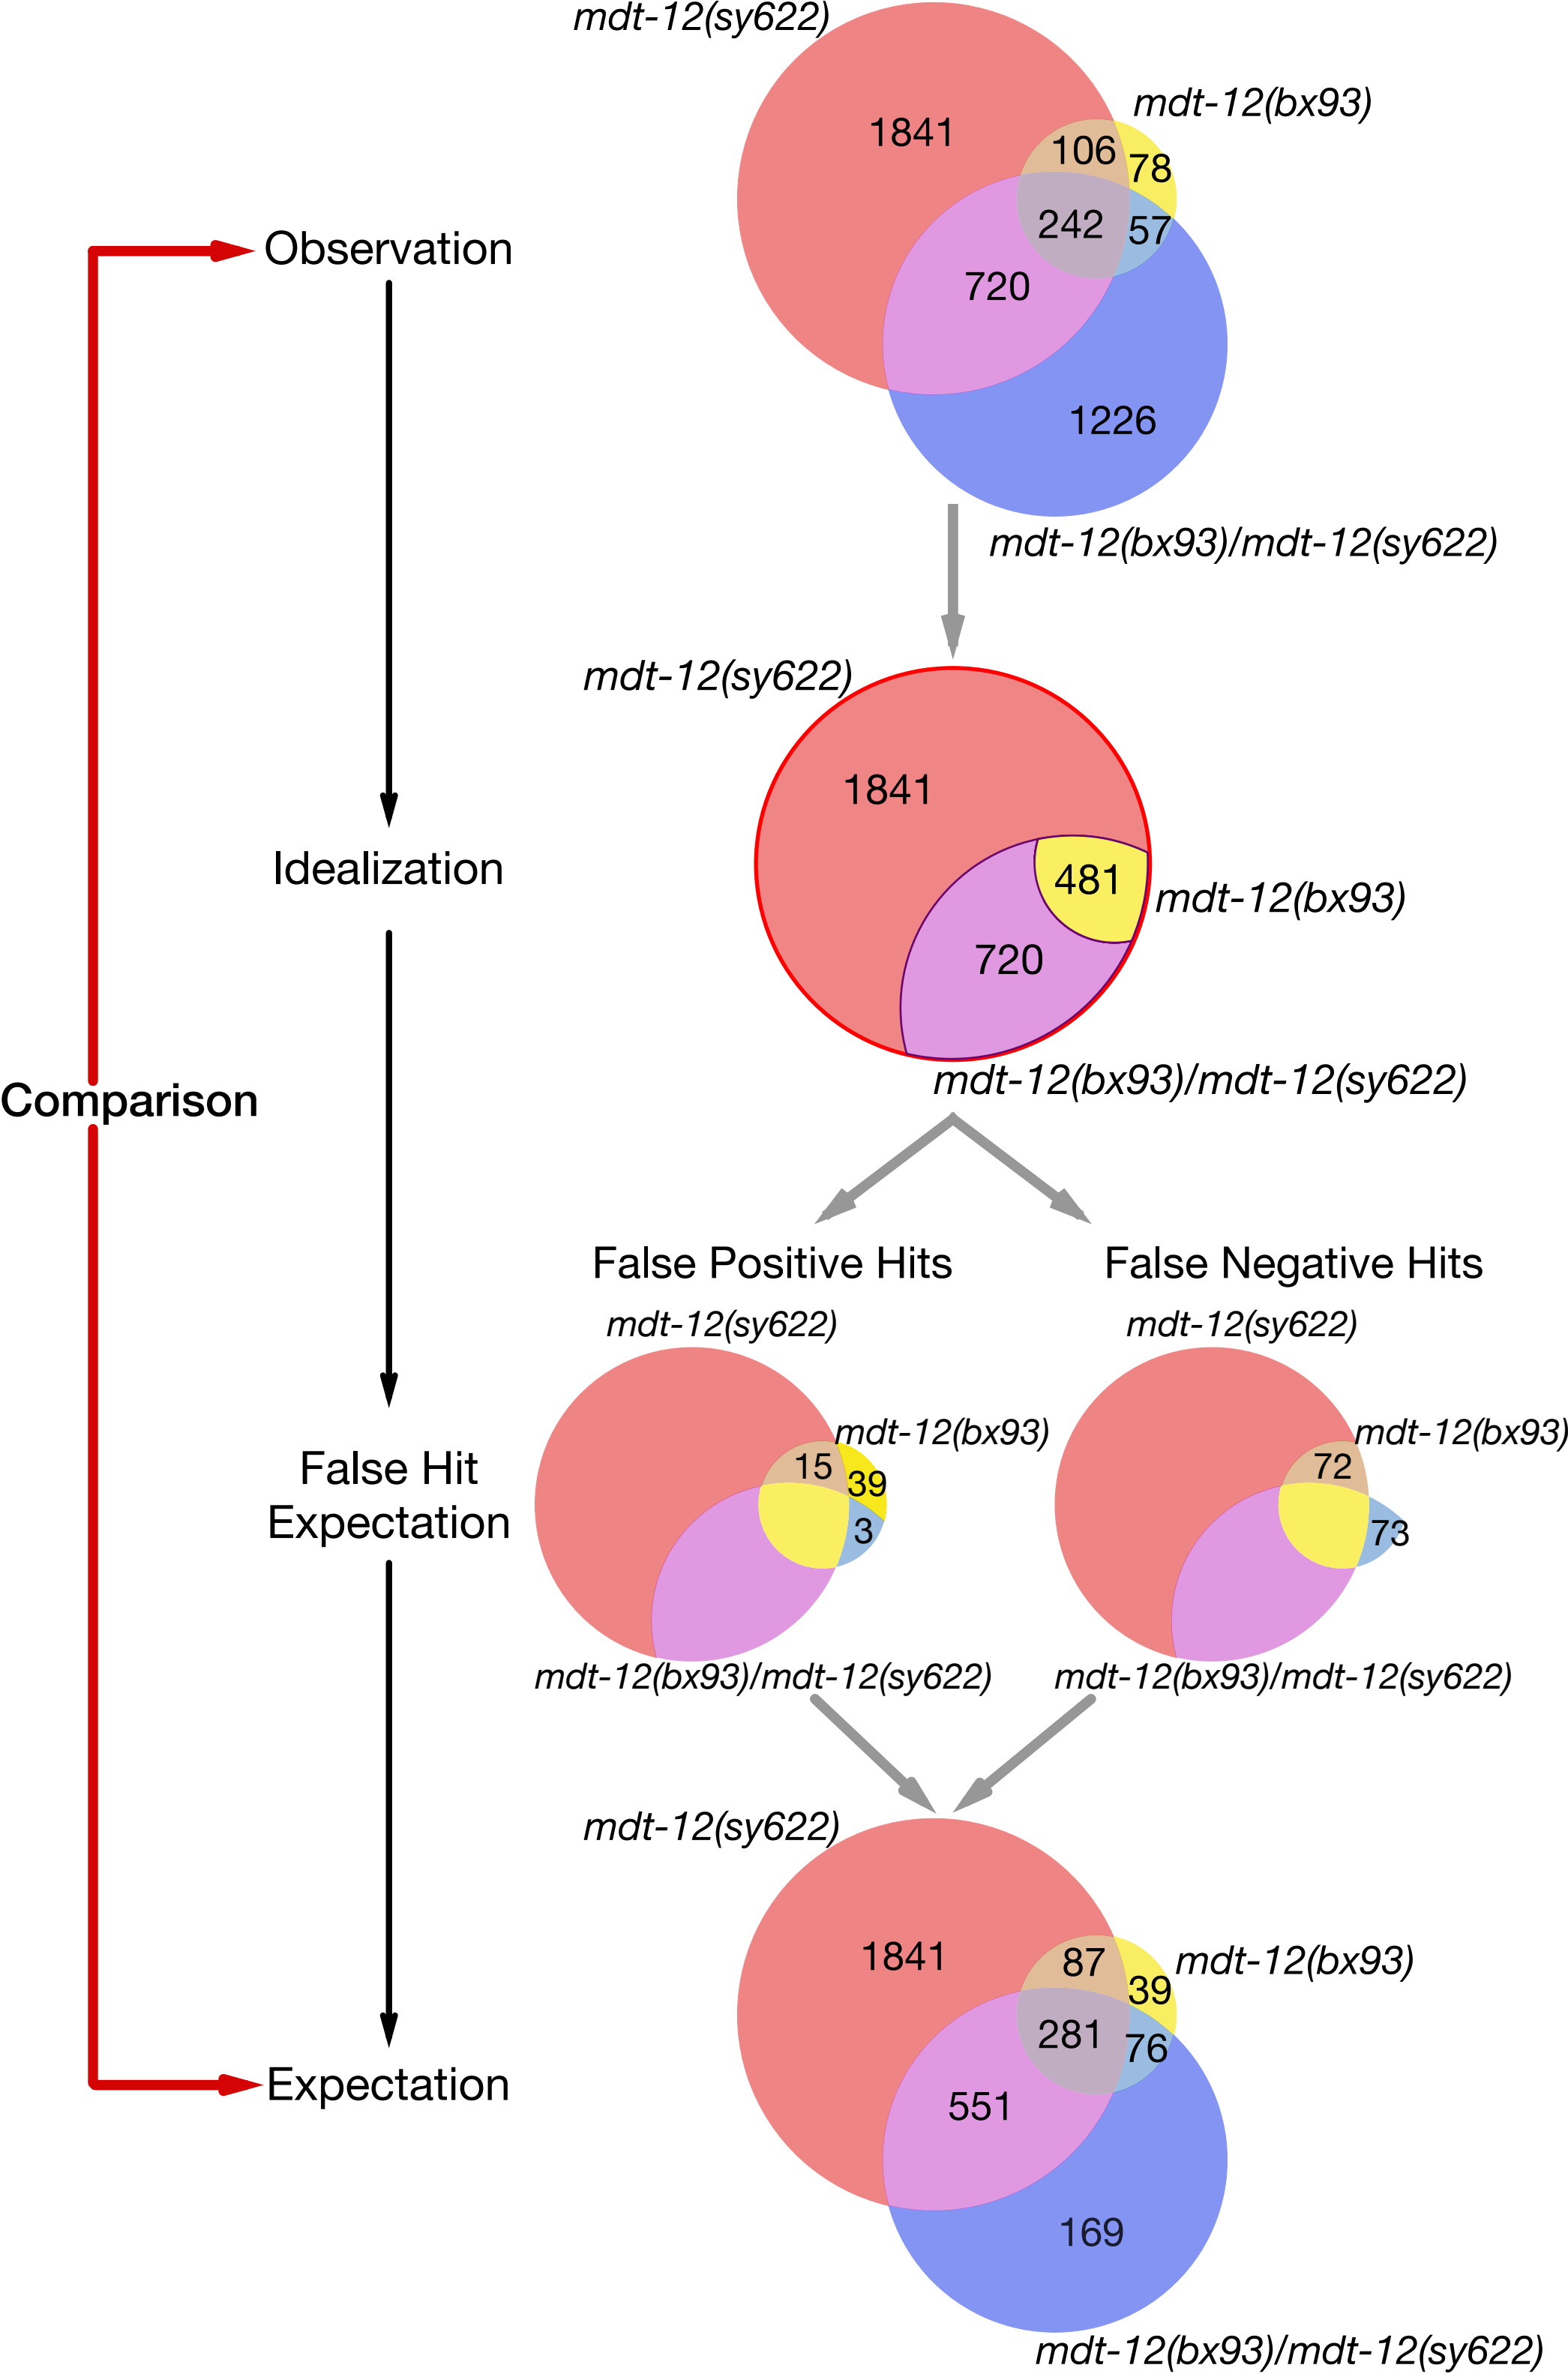 mdt-12(sy622)
mdt-12(bx93)
1841
106
78
242
57
Observation
720
1226
mdt-12(bx93)/mdt-12(sy622)
mdt-12(sy622)
1841
Idealization
481
mdt-12(bx93)
720
mdt-12(bx93)/mdt-12(sy622)
Comparison
False Positive Hits
False Negative Hits
mdt-12(sy622)
mdt-12(sy622)
mdt-12(bx93)
mdt-12(bx93)
False Hit
Expectation
15
39
3
72
73
mdt-12(bx93)/mdt-12(sy622)
mdt-12(bx93)/mdt-12(sy622)
mdt-12(sy622)
1841
87
mdt-12(bx93)
39
281
76
Expectation
551
169
mdt-12(bx93)/mdt-12(sy622)